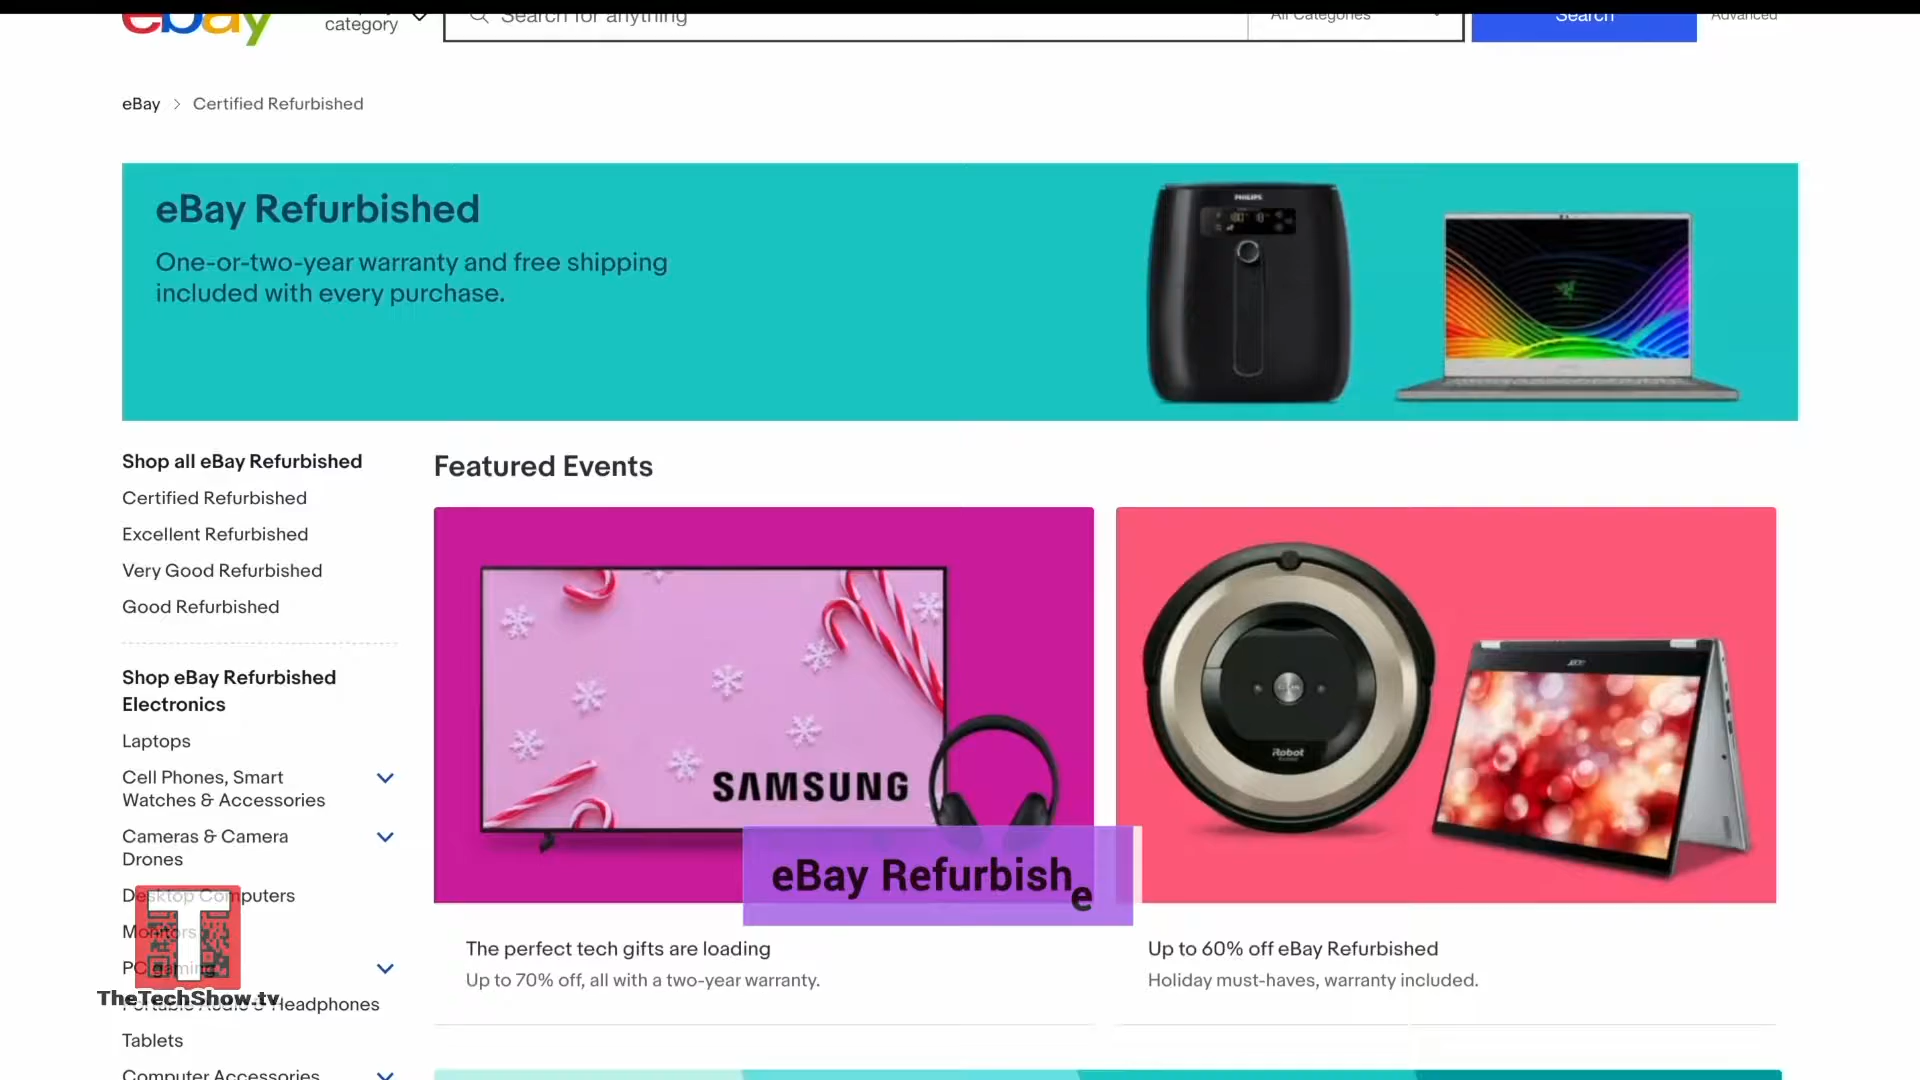 ebay
category
Search for anything
All Categories
Search
Advanced
eBay
Certified Refurbished
eBay Refurbished
One-or-two-year warranty and free shipping
included with every purchase.
PHILIPS
Shop all eBay Refurbished
Certified Refurbished
Excellent Refurbished
Very Good Refurbished
Good Refurbished
Shop eBay Refurbished
Electronics
Laptops
Cell Phones, Smart
Watches & Accessories
Cameras & Camera
Drones
Desktop Computers
Monitors
PC gaming
Portable Audio & Headphones
Tablets
Computer Accessories
TheTechShow.tv
Featured Events
SAMSUNG
iRobot
acer
eBay Refurbishe
The perfect tech gifts are loading
Up to 70% off, all with a two-year warranty.
Up to 60% off eBay Refurbished
Holiday must-haves, warranty included.